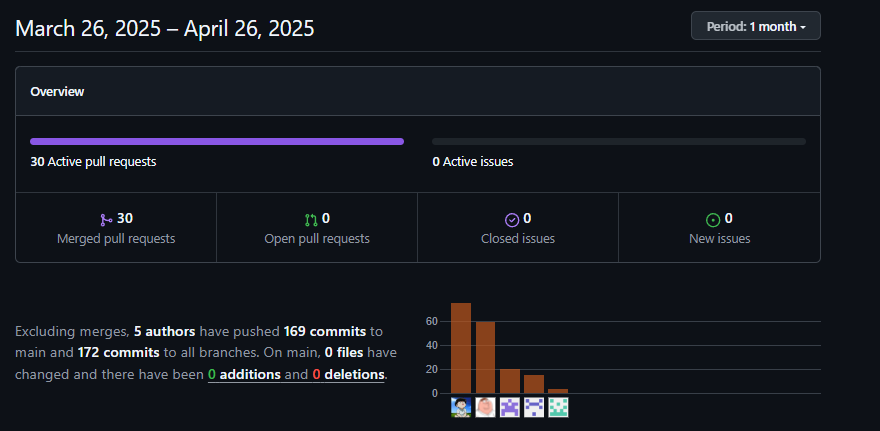 March 26, 2025 – April 26, 2025
Period: 1 month
Overview
30 Active pull requests
0 Active issues
30
Merged pull requests
0
Open pull requests
0
Closed issues
0
New issues
Excluding merges, 5 authors have pushed 169 commits to
main and 172 commits to all branches. On main, 0 files have
changed and there have been 0 additions and 0 deletions.
60
40
20
0